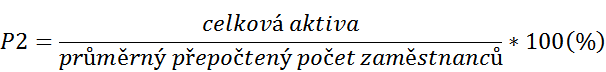 P2 = celková aktiva / průměrný přepočtený počet zaměstnanců * 100(%)